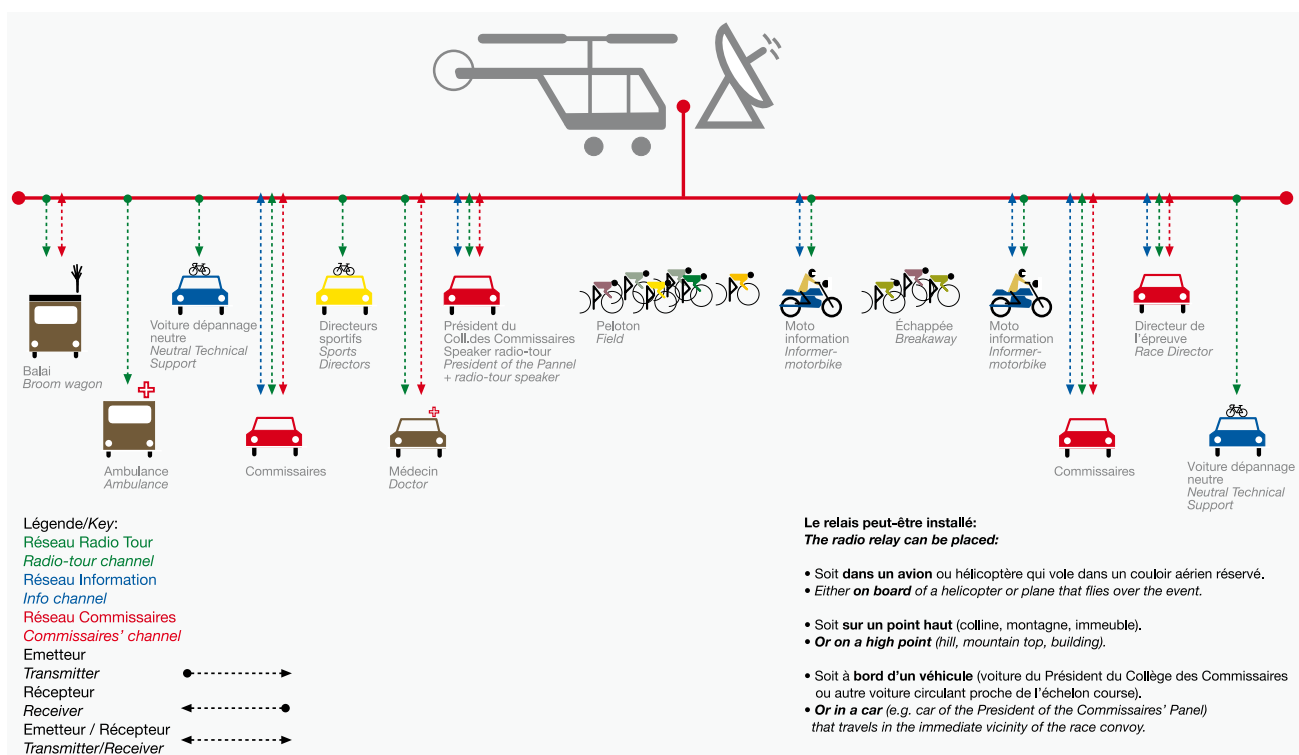 Balai
Broom wagon
Ambulance
Ambulance
Voiture dépannage
neutre
Neutral Technical
Support
Commissaires
Directeurs
sportifs
Sports
Directors
Médecin
Doctor
Président du
Coll.des Commissaires
Speaker radio-tour
President of the Pannel
+ radio-tour speaker
Peloton
Field
Moto
information
Informer-
motorbike
Échappée
Breakaway
Moto
information
Informer-
motorbike
Commissaires
Directeur de
l'épreuve
Race Director
Voiture dépannage
neutre
Neutral Technical
Support
Légende/Key:
Réseau Radio Tour
Radio-tour channel
Réseau Information
Info channel
Réseau Commissaires
Commissaires' channel
Emetteur
Transmitter
Récepteur
Receiver
Emetteur / Récepteur
Transmitter/Receiver
Le relais peut-être installé:
The radio relay can be placed:
• Soit dans un avion ou hélicoptère qui vole dans un couloir aérien réservé.
• Either on board of a helicopter or plane that flies over the event.
• Soit sur un point haut (colline, montagne, immeuble).
• Or on a high point (hill, mountain top, building).
• Soit à bord d'un véhicule (voiture du Président du Collège des Commissaires
ou autre voiture circulant proche de l'échelon course).
• Or in a car (e.g. car of the President of the Commissaires' Panel)
that travels in the immediate vicinity of the race convoy.